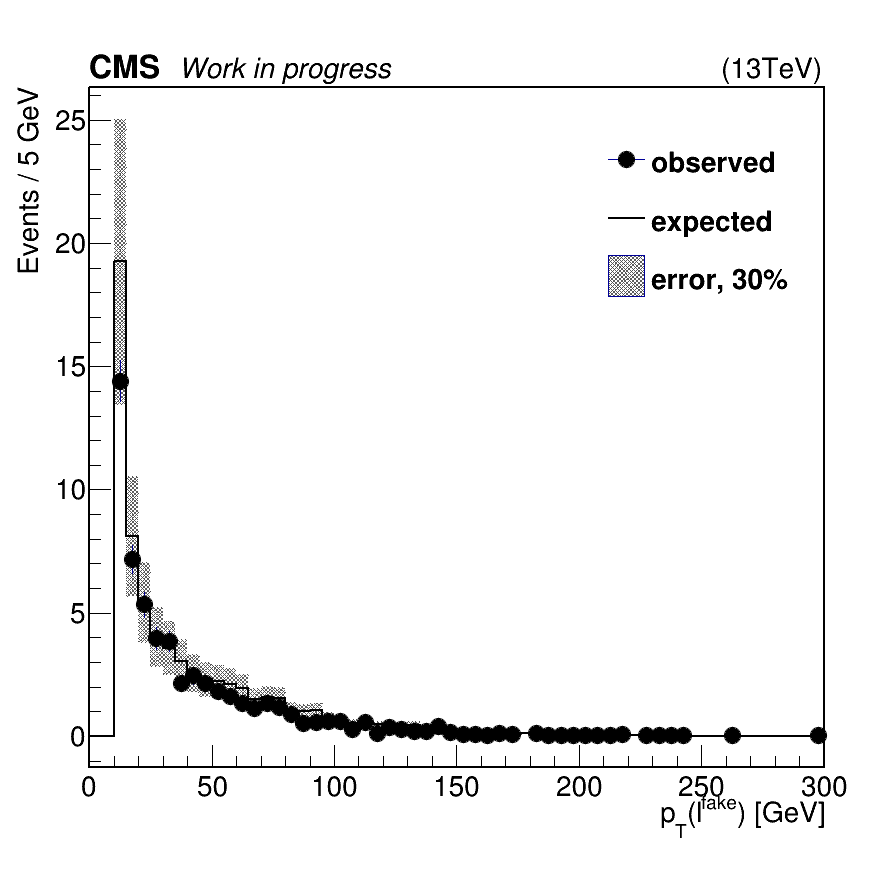 CMS Work in progress (13TeV)
Events / 5 GeV
25
20
15
10
5
0
observed
expected
error, 30%
0 50 100 150 200 250 300
p_T(l^fake) [GeV]